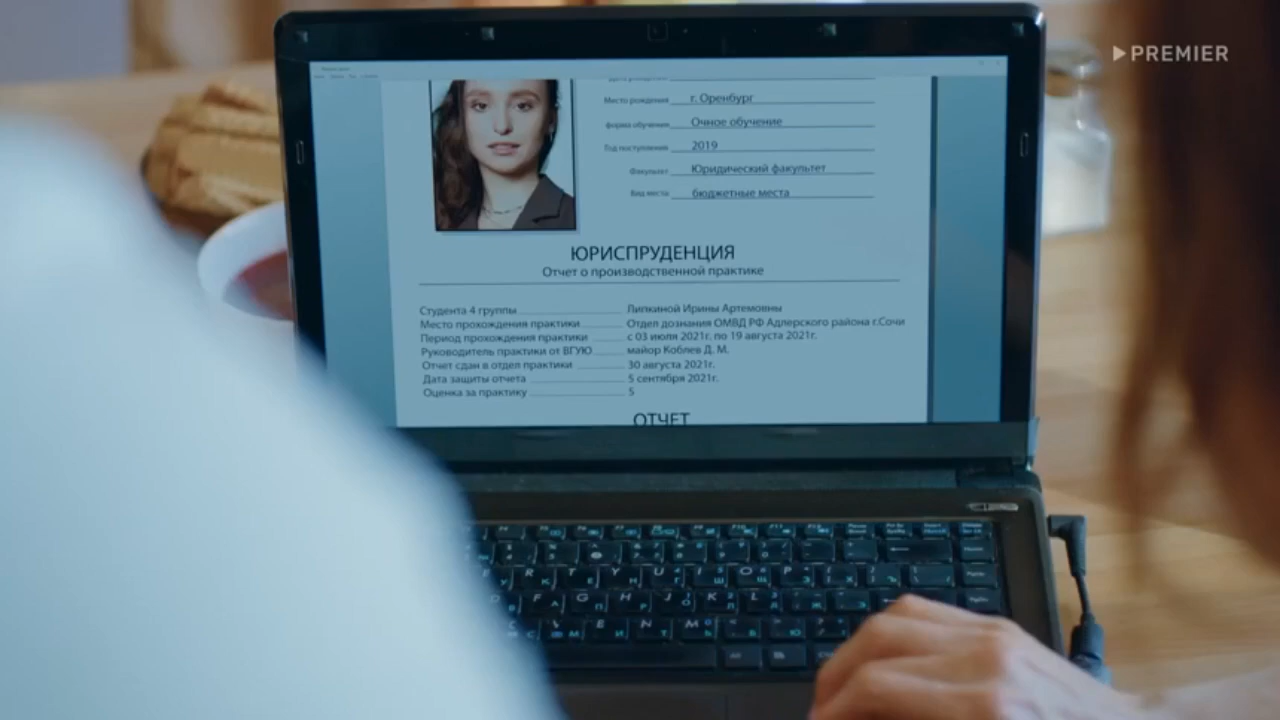 PREMIER
Место рождения г. Оренбург
форма обучения Очное обучение
Год поступления 2019
Факультет Юридический факультет
Вид места бюджетные места
ЮРИСПРУДЕНЦИЯ
Отчет о производственной практике
Студента 4 группы Липкиной Ирины Артемовны
Место прохождения практики Отдел дознания ОМВД РФ Адлерского района г.Сочи
Период прохождения практики с 03 июля 2021г. по 19 августа 2021г.
Руководитель практики от ВГУЮ майор Коблев Д. М.
Отчет сдан в отдел практики 30 августа 2021г.
Дата защиты отчета 5 сентября 2021г.
Оценка за практику 5
ОТЧЕТ